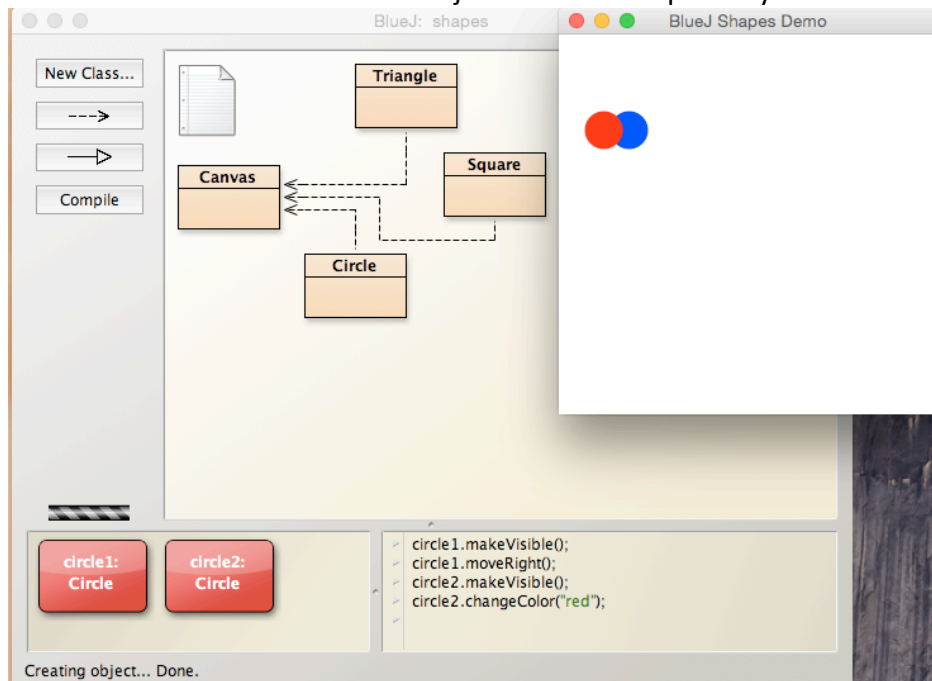 BlueJ: shapes
BlueJ Shapes Demo
New Class...
Compile
Triangle
Canvas
Square
Circle
circle1:
Circle
circle2:
Circle
circle1.makeVisible();
circle1.moveRight();
circle2.makeVisible();
circle2.changeColor("red");
Creating object... Done.